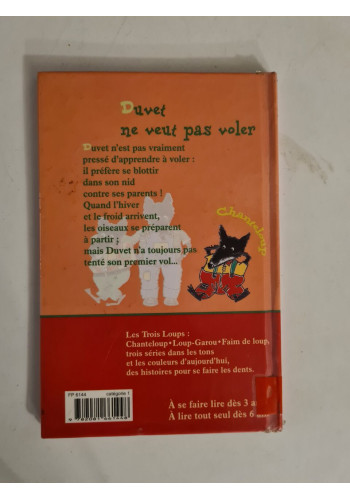 Duvet
ne veut pas voler
Duvet n'est pas vraiment
pressé d'apprendre à voler :
il préfère se blottir
dans son nid
contre ses parents !
Quand l'hiver
et le froid arrivent,
les oiseaux se préparent
à partir ;
mais Duvet n'a toujours pas
tenté son premier vol...
Chanteloup
Les Trois Loups :
Chanteloup•Loup-Garou•Faim de loup,
trois séries dans les tons
et les couleurs d'aujourd'hui,
des histoires pour se faire les dents.
FP 6144 catégorie 1
À se faire lire dès 3 a
À lire tout seul dès 6